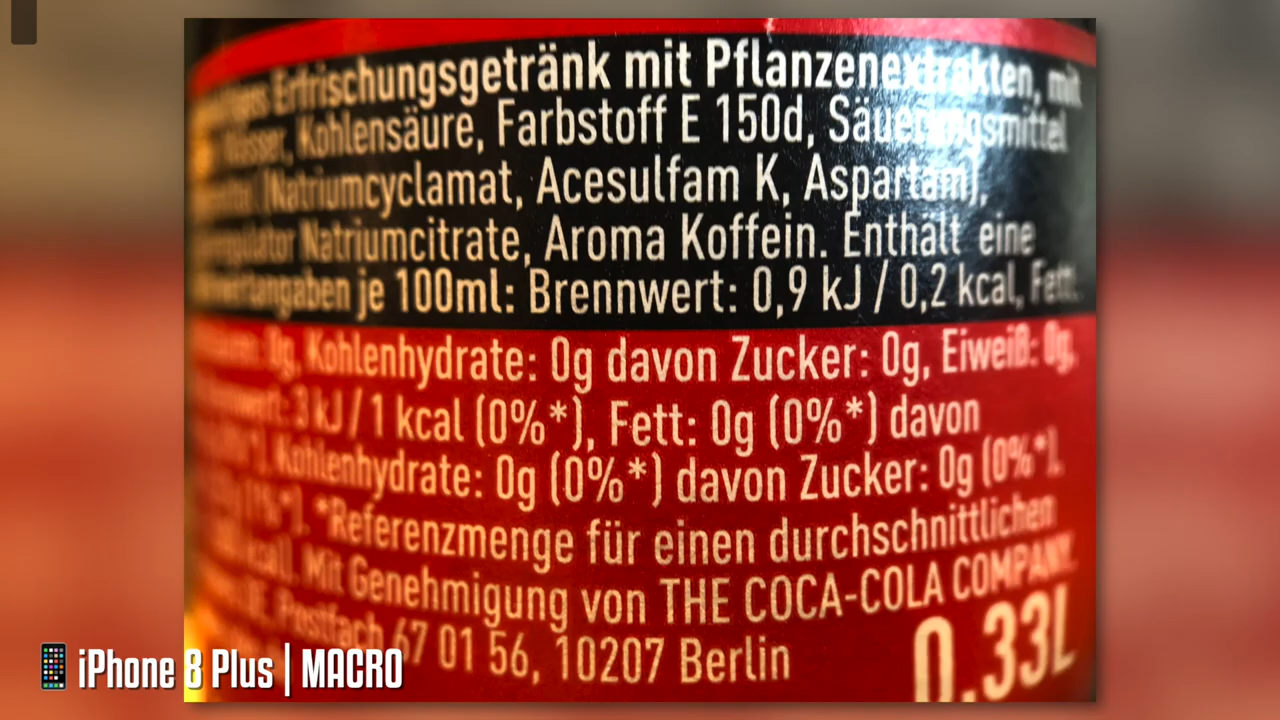 Erfrischungsgetränk mit Pflanzenextrakten, mit
Wasser, Kohlensäure, Farbstoff E 150d, Säuerungsmittel
(Natriumcyclamat, Acesulfam K, Aspartam),
Natriumcitrate, Aroma Koffein. Enthält eine
je 100ml: Brennwert: 0,9 kJ / 0,2 kcal, Fett:
0g, Kohlenhydrate: 0g davon Zucker: 0g, Eiweiß: 0g,
3 kJ / 1 kcal (0%*), Fett: 0g (0%*) davon
Kohlenhydrate: 0g (0%*) davon Zucker: 0g (0%*),
*Referenzmenge für einen durchschnittlichen
Mit Genehmigung von THE COCA-COLA COMPANY.
Postfach 67 01 56, 10207 Berlin
0,33L
iPhone 8 Plus | MACRO